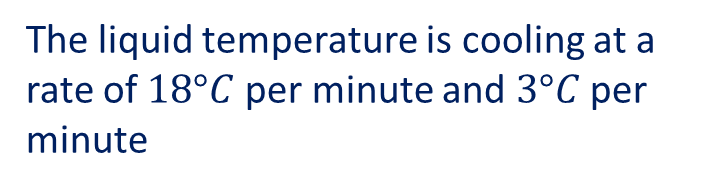 The liquid temperature is cooling at a
rate of 18°C per minute and 3°C per
minute